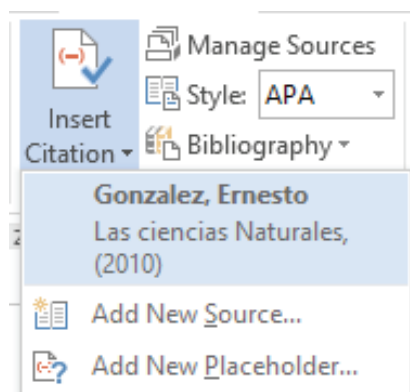 Insert
Citation
Manage Sources
Style: APA
Bibliography
Gonzalez, Ernesto
Las ciencias Naturales,
(2010)
Add New Source...
Add New Placeholder...